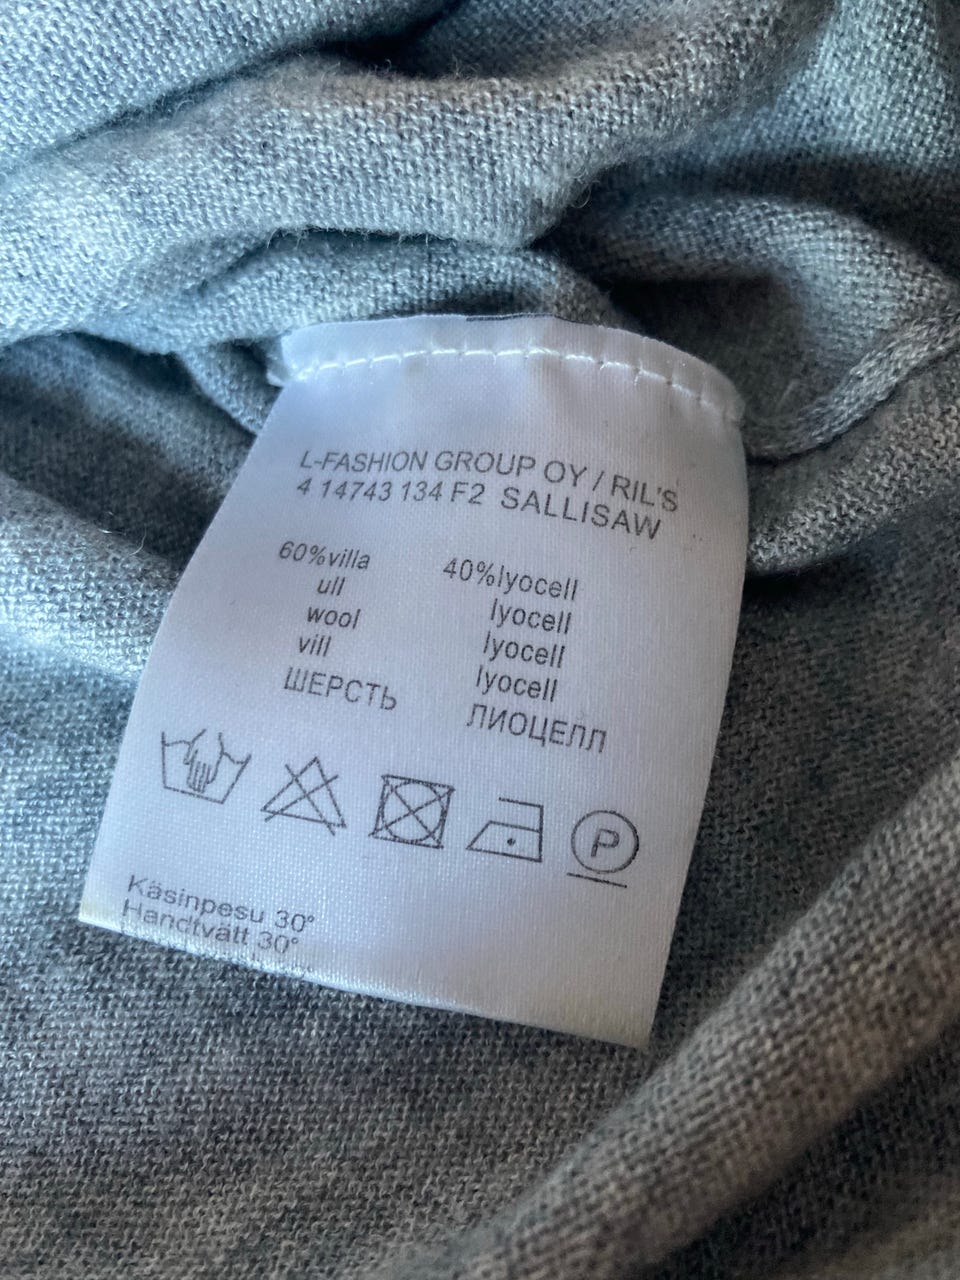 L-FASHION GROUP OY / RIL'S
4 14743 134 F2 SALLISAW
60%villa 40%lyocell
ull lyocell
wool lyocell
vill lyocell
ШЕРСТЬ ЛИОЦЕЛЛ
P
Käsinpesu 30°
Handtvätt 30°